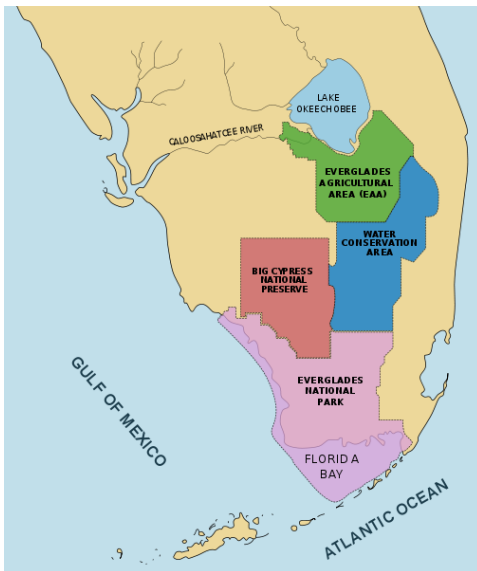 LAKE
OKEECHOBEE
CALOOSAHATCEE RIVER
EVERGLADES
AGRICULTURAL
AREA (EAA)
WATER
CONSERVATION
AREA
BIG CYPRESS
NATIONAL
PRESERVE
EVERGLADES
NATIONAL
PARK
FLORIDA
BAY
GULF OF MEXICO
ATLANTIC OCEAN